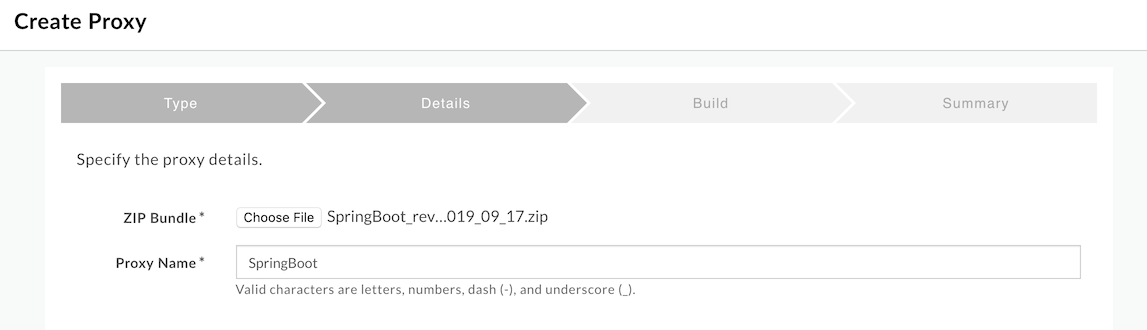 Create Proxy
Type Details Build Summary
Specify the proxy details.
ZIP Bundle* Choose File SpringBoot_rev...019_09_17.zip
Proxy Name* SpringBoot
Valid characters are letters, numbers, dash (-), and underscore (_).